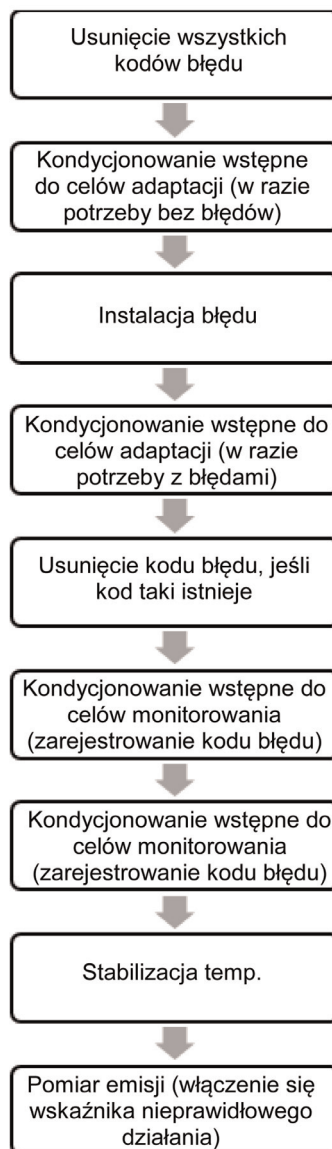 Usunięcie wszystkich
kodów błędu
Kondycjonowanie wstępne
do celów adaptacji (w razie
potrzeby bez błędów)
Instalacja błędu
Kondycjonowanie wstępne do
celów adaptacji (w razie
potrzeby z błędami)
Usunięcie kodu błędu, jeśli
kod taki istnieje
Kondycjonowanie wstępne do
celów monitorowania
(zarejestrowanie kodu błędu)
Kondycjonowanie wstępne do
celów monitorowania
(zarejestrowanie kodu błędu)
Stabilizacja temp.
Pomiar emisji (włączenie się
wskaźnika nieprawidłowego
działania)